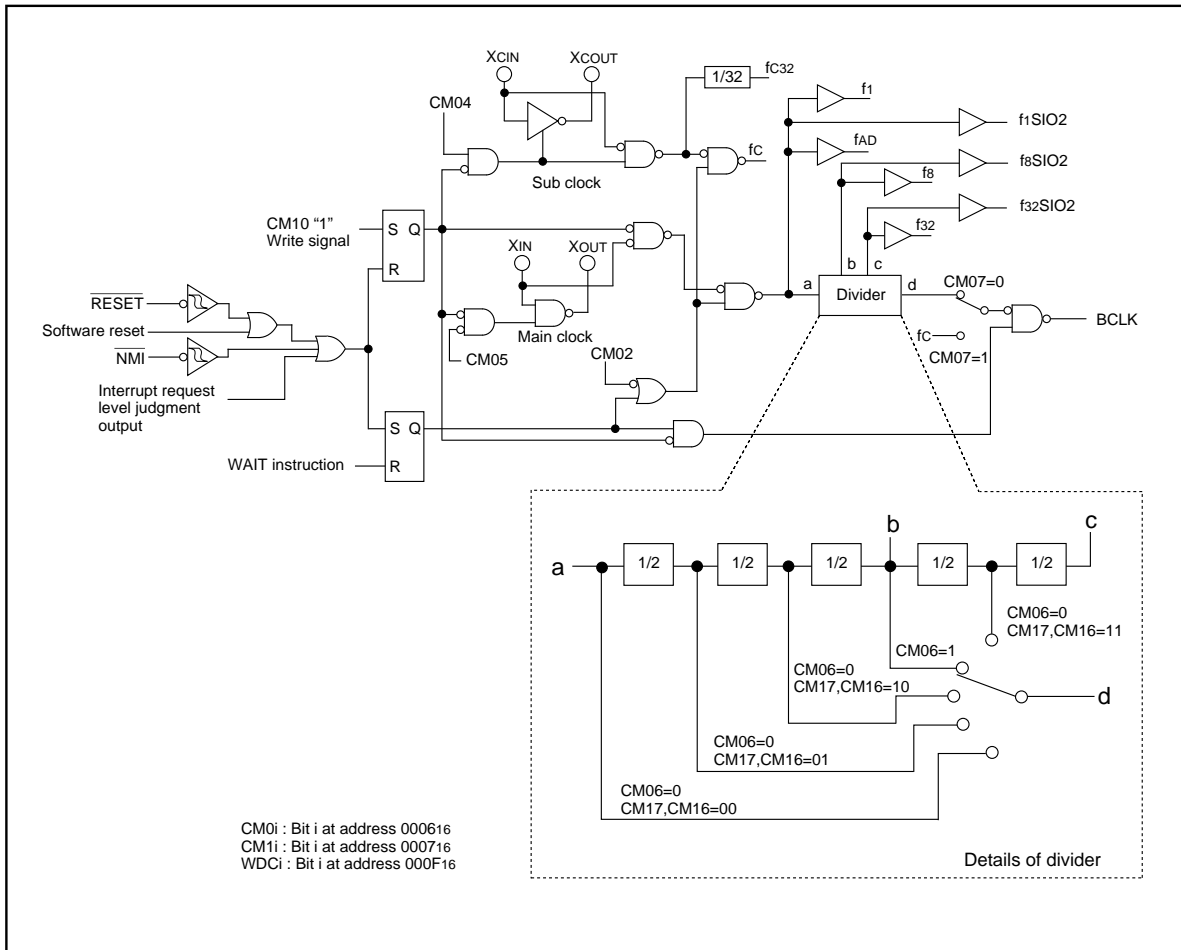 XCIN
XCOUT
1/32
fC32
f1
CM04
f1SIO2
fAD
fC
f8SIO2
Sub clock
f8
CM10 “1”
Write signal
S Q
R
f32SIO2
f32
XIN
XOUT
b
c
a
Divider
d
CM07=0
RESET
BCLK
Software reset
Main clock
fC
CM07=1
NMI
CM05
CM02
Interrupt request
level judgment
output
S Q
R
WAIT instruction
b
c
a
1/2
1/2
1/2
1/2
1/2
CM06=0
CM17,CM16=11
CM06=1
CM06=0
CM17,CM16=10
d
CM06=0
CM17,CM16=01
CM06=0
CM17,CM16=00
CM0i : Bit i at address 000616
CM1i : Bit i at address 000716
WDCi : Bit i at address 000F16
Details of divider